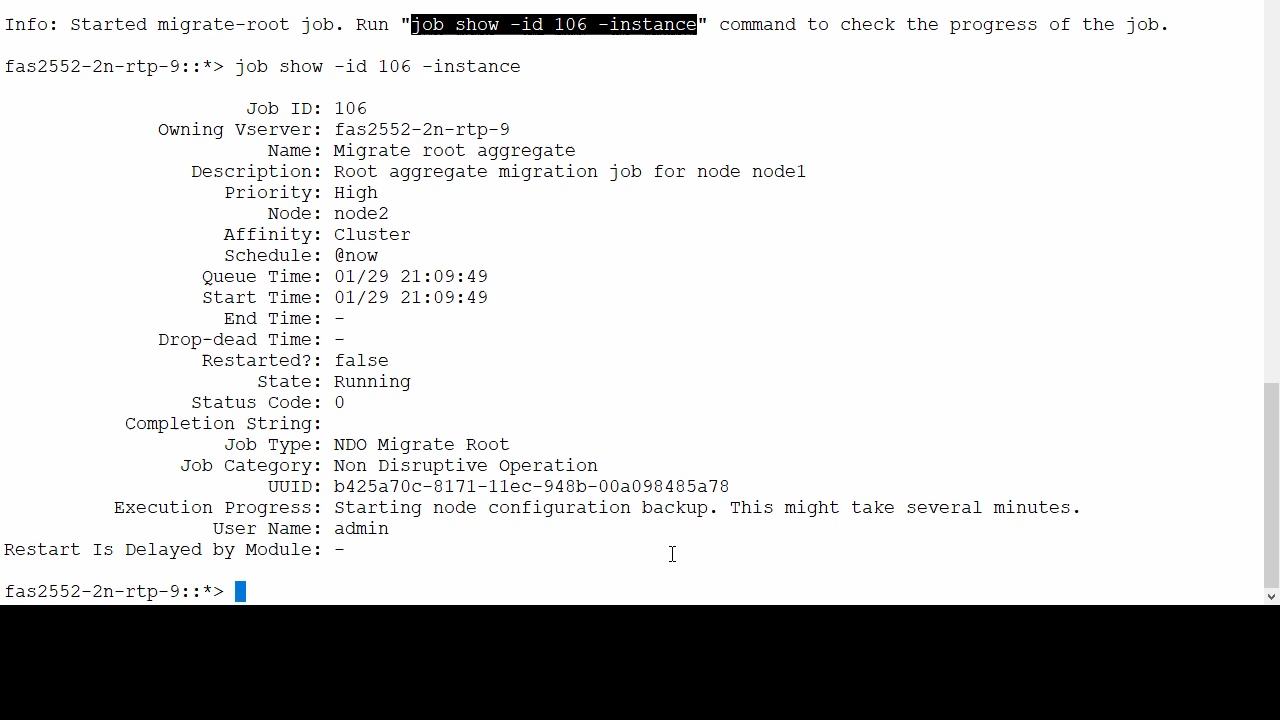 Info: Started migrate-root job. Run "job show -id 106 -instance" command to check the progress of the job.
fas2552-2n-rtp-9::*> job show -id 106 -instance
Job ID: 106
Owning Vserver: fas2552-2n-rtp-9
Name: Migrate root aggregate
Description: Root aggregate migration job for node node1
Priority: High
Node: node2
Affinity: Cluster
Schedule: @now
Queue Time: 01/29 21:09:49
Start Time: 01/29 21:09:49
End Time: -
Drop-dead Time: -
Restarted?: false
State: Running
Status Code: 0
Completion String:
Job Type: NDO Migrate Root
Job Category: Non Disruptive Operation
UUID: b425a70c-8171-11ec-948b-00a098485a78
Execution Progress: Starting node configuration backup. This might take several minutes.
User Name: admin
Restart Is Delayed by Module: -
fas2552-2n-rtp-9::*>